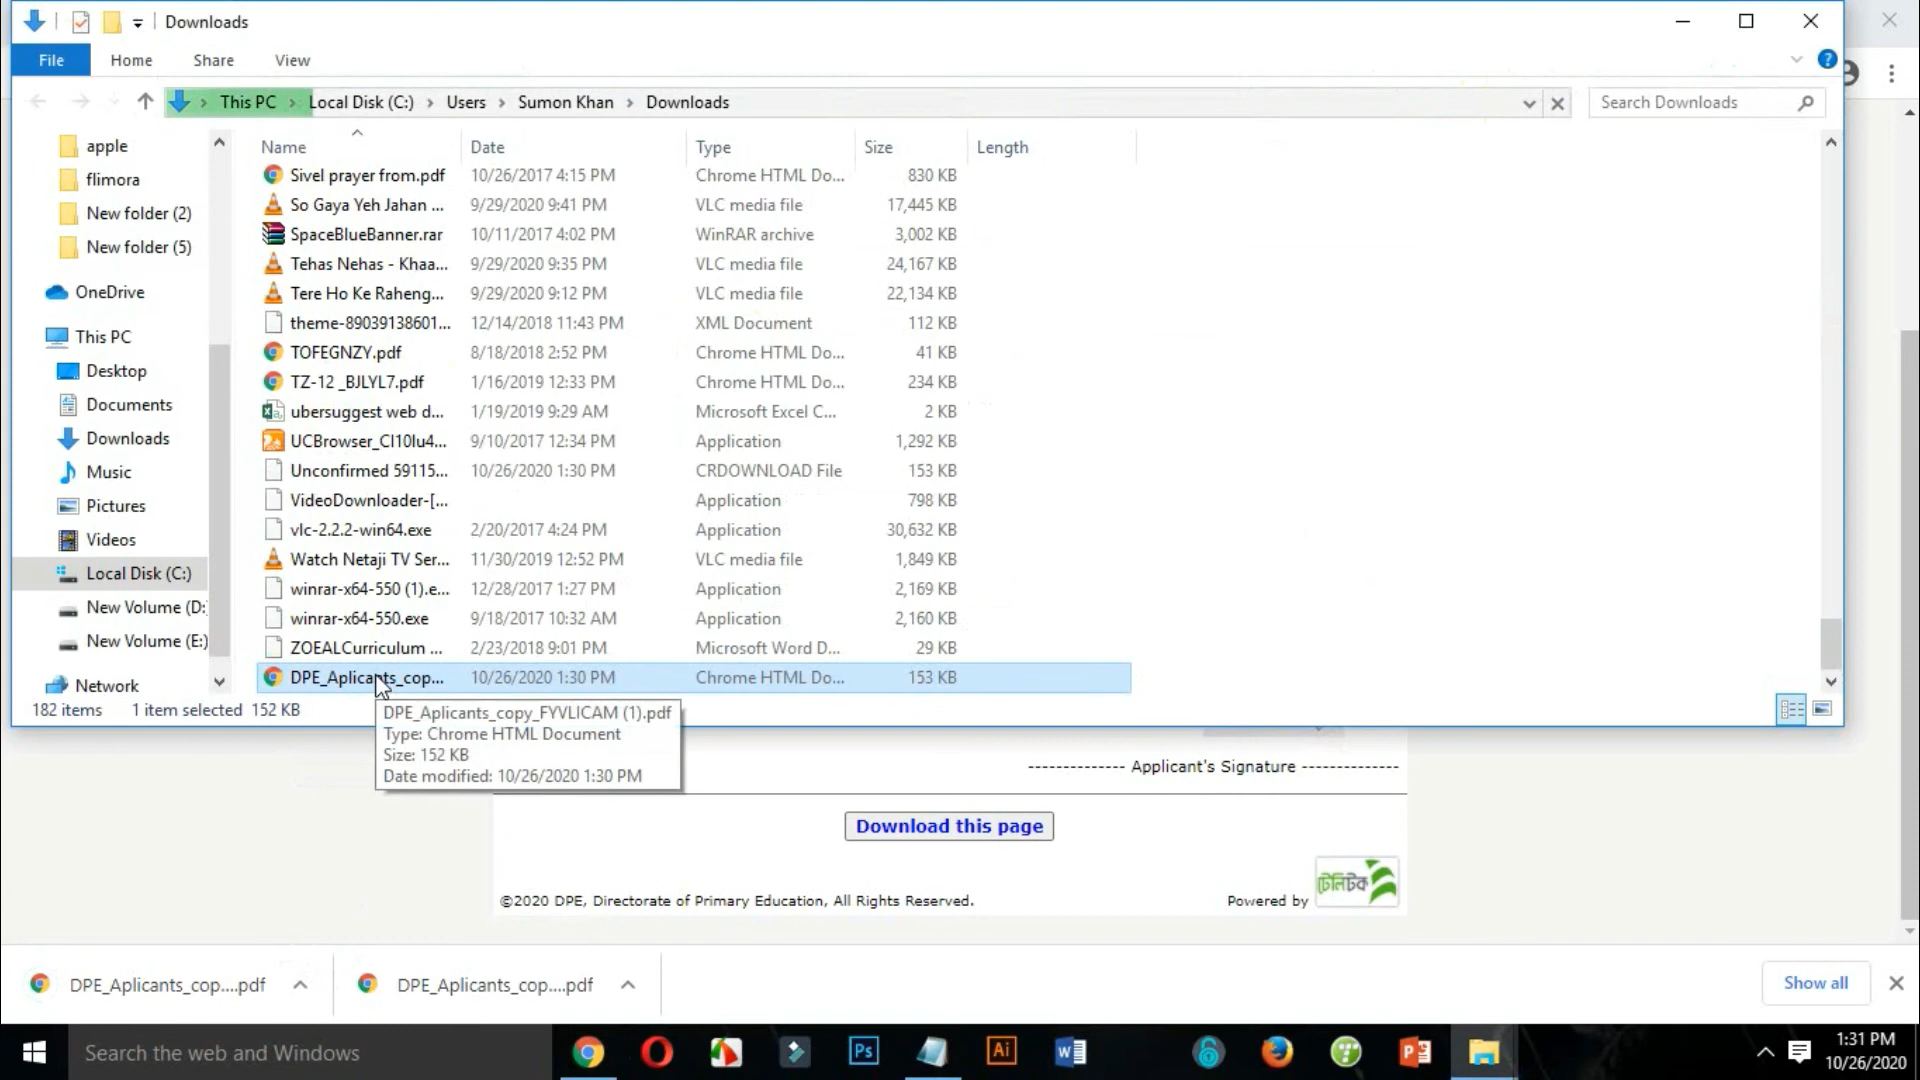 Downloads
File Home Share View
This PC Local Disk (C:) Users Sumon Khan Downloads
Search Downloads
apple
flimora
New folder (2)
New folder (5)
OneDrive
This PC
Desktop
Documents
Downloads
Music
Pictures
Videos
Local Disk (C:)
New Volume (D:
New Volume (E:)
Network
Name Date Type Size Length
Sivel prayer from.pdf 10/26/2017 4:15 PM Chrome HTML Do... 830 KB
So Gaya Yeh Jahan ... 9/29/2020 9:41 PM VLC media file 17,445 KB
SpaceBlueBanner.rar 10/11/2017 4:02 PM WinRAR archive 3,002 KB
Tehas Nehas - Khaa... 9/29/2020 9:35 PM VLC media file 24,167 KB
Tere Ho Ke Raheng... 9/29/2020 9:12 PM VLC media file 22,134 KB
theme-89039138601... 12/14/2018 11:43 PM XML Document 112 KB
TOFEGNZY.pdf 8/18/2018 2:52 PM Chrome HTML Do... 41 KB
TZ-12 _BJLYL7.pdf 1/16/2019 12:33 PM Chrome HTML Do... 234 KB
ubersuggest web d... 1/19/2019 9:29 AM Microsoft Excel C... 2 KB
UCBrowser_CI10lu4... 9/10/2017 12:34 PM Application 1,292 KB
Unconfirmed 59115... 10/26/2020 1:30 PM CRDOWNLOAD File 153 KB
VideoDownloader-[... Application 798 KB
vlc-2.2.2-win64.exe 2/20/2017 4:24 PM Application 30,632 KB
Watch Netaji TV Ser... 11/30/2019 12:52 PM VLC media file 1,849 KB
winrar-x64-550 (1).e... 12/28/2017 1:27 PM Application 2,169 KB
winrar-x64-550.exe 9/18/2017 10:32 AM Application 2,160 KB
ZOEALCurriculum ... 2/23/2018 9:01 PM Microsoft Word D... 29 KB
DPE_Aplicants_cop... 10/26/2020 1:30 PM Chrome HTML Do... 153 KB
182 items 1 item selected 152 KB
DPE_Aplicants_copy_FYVLICAM (1).pdf
Type: Chrome HTML Document
Size: 152 KB
Date modified: 10/26/2020 1:30 PM
------------- Applicant's Signature -------------
Download this page
©2020 DPE, Directorate of Primary Education, All Rights Reserved.
Powered by টেলিটক
DPE_Aplicants_cop....pdf DPE_Aplicants_cop....pdf Show all
Search the web and Windows
Ps Ai
1:31 PM
10/26/2020